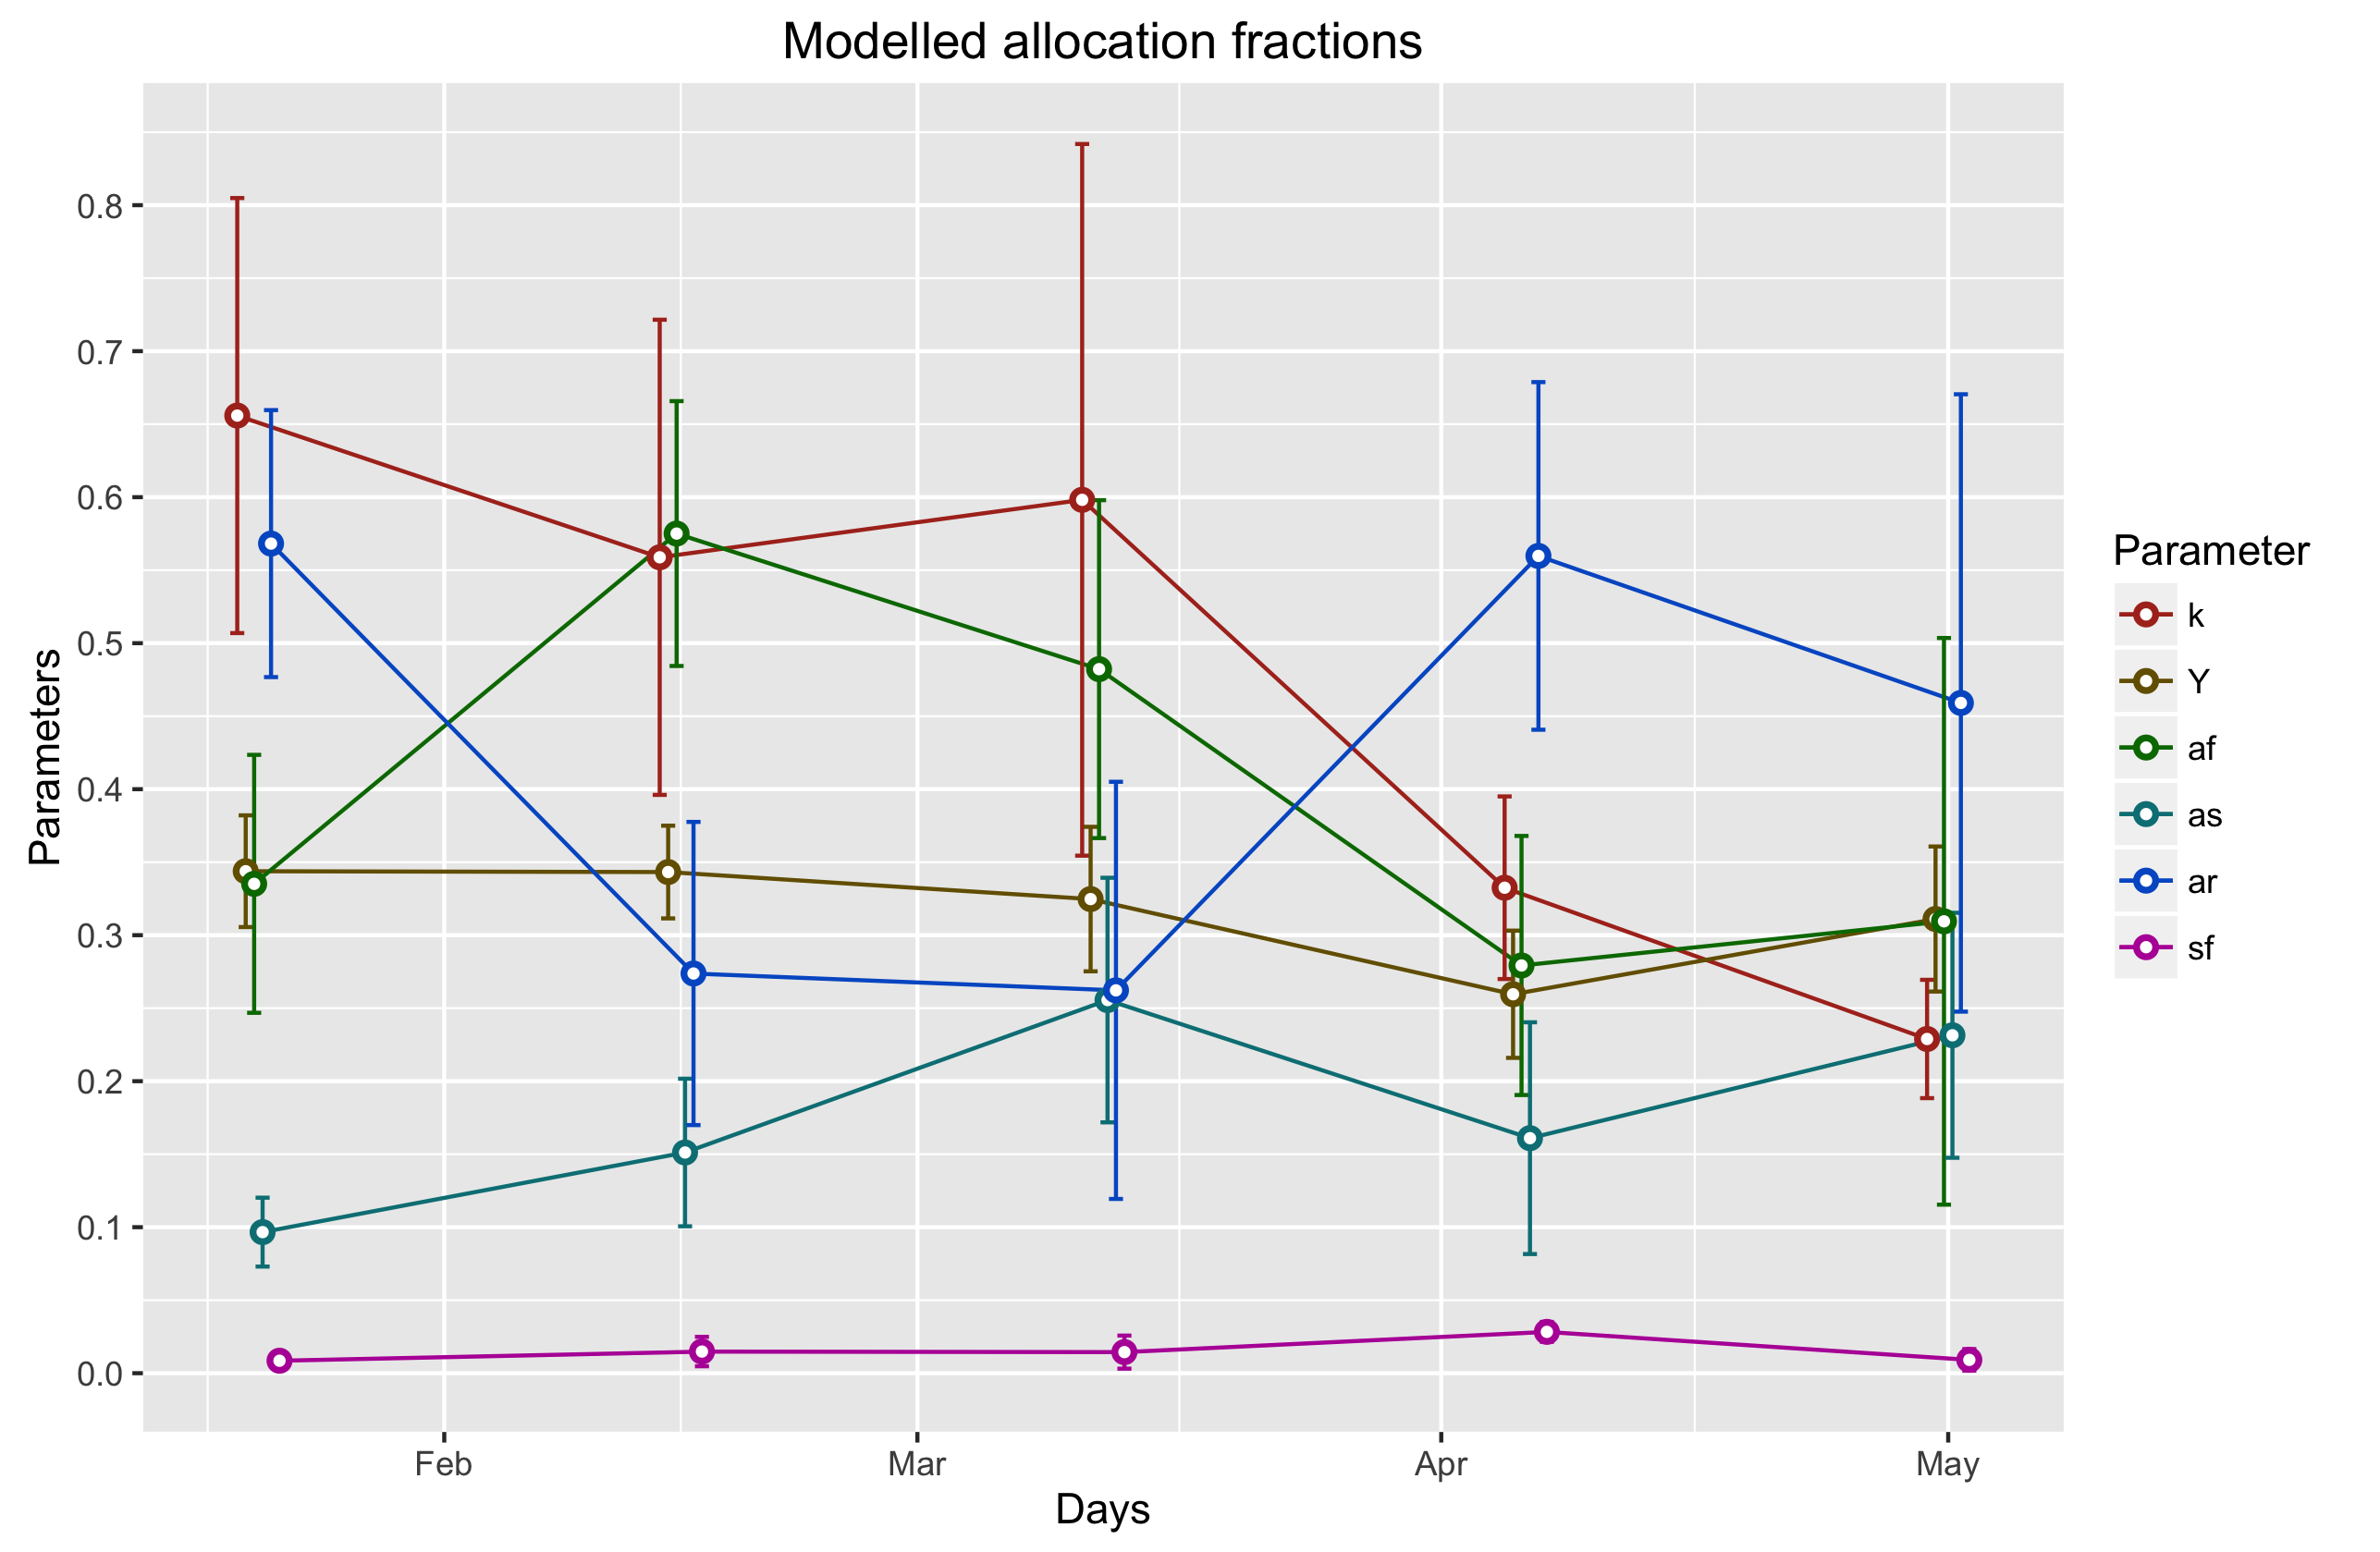 Modelled allocation fractions
Parameters
0.8
0.7
0.6
0.5
0.4
0.3
0.2
0.1
0.0
Feb Mar Apr May
Days
Parameter
k
Y
af
as
ar
sf